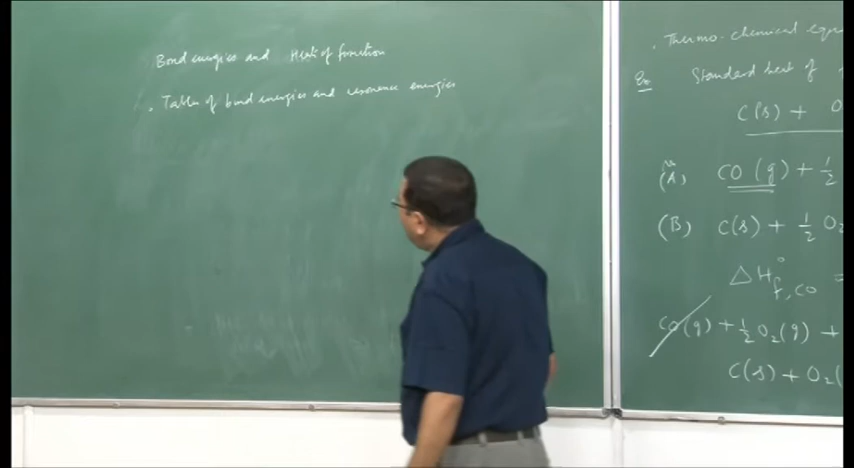 Bond energies and Heat of formation
. Table of bond energies and resonance energies
. Thermo-chemical equ
Ex Standard heat of f
C(s) + O
(A) CO (g) + 1/2
(B) C(s) + 1/2 O2
ΔH°f, CO =
CO(g) + 1/2 O2(g) +
C(s) + O2(